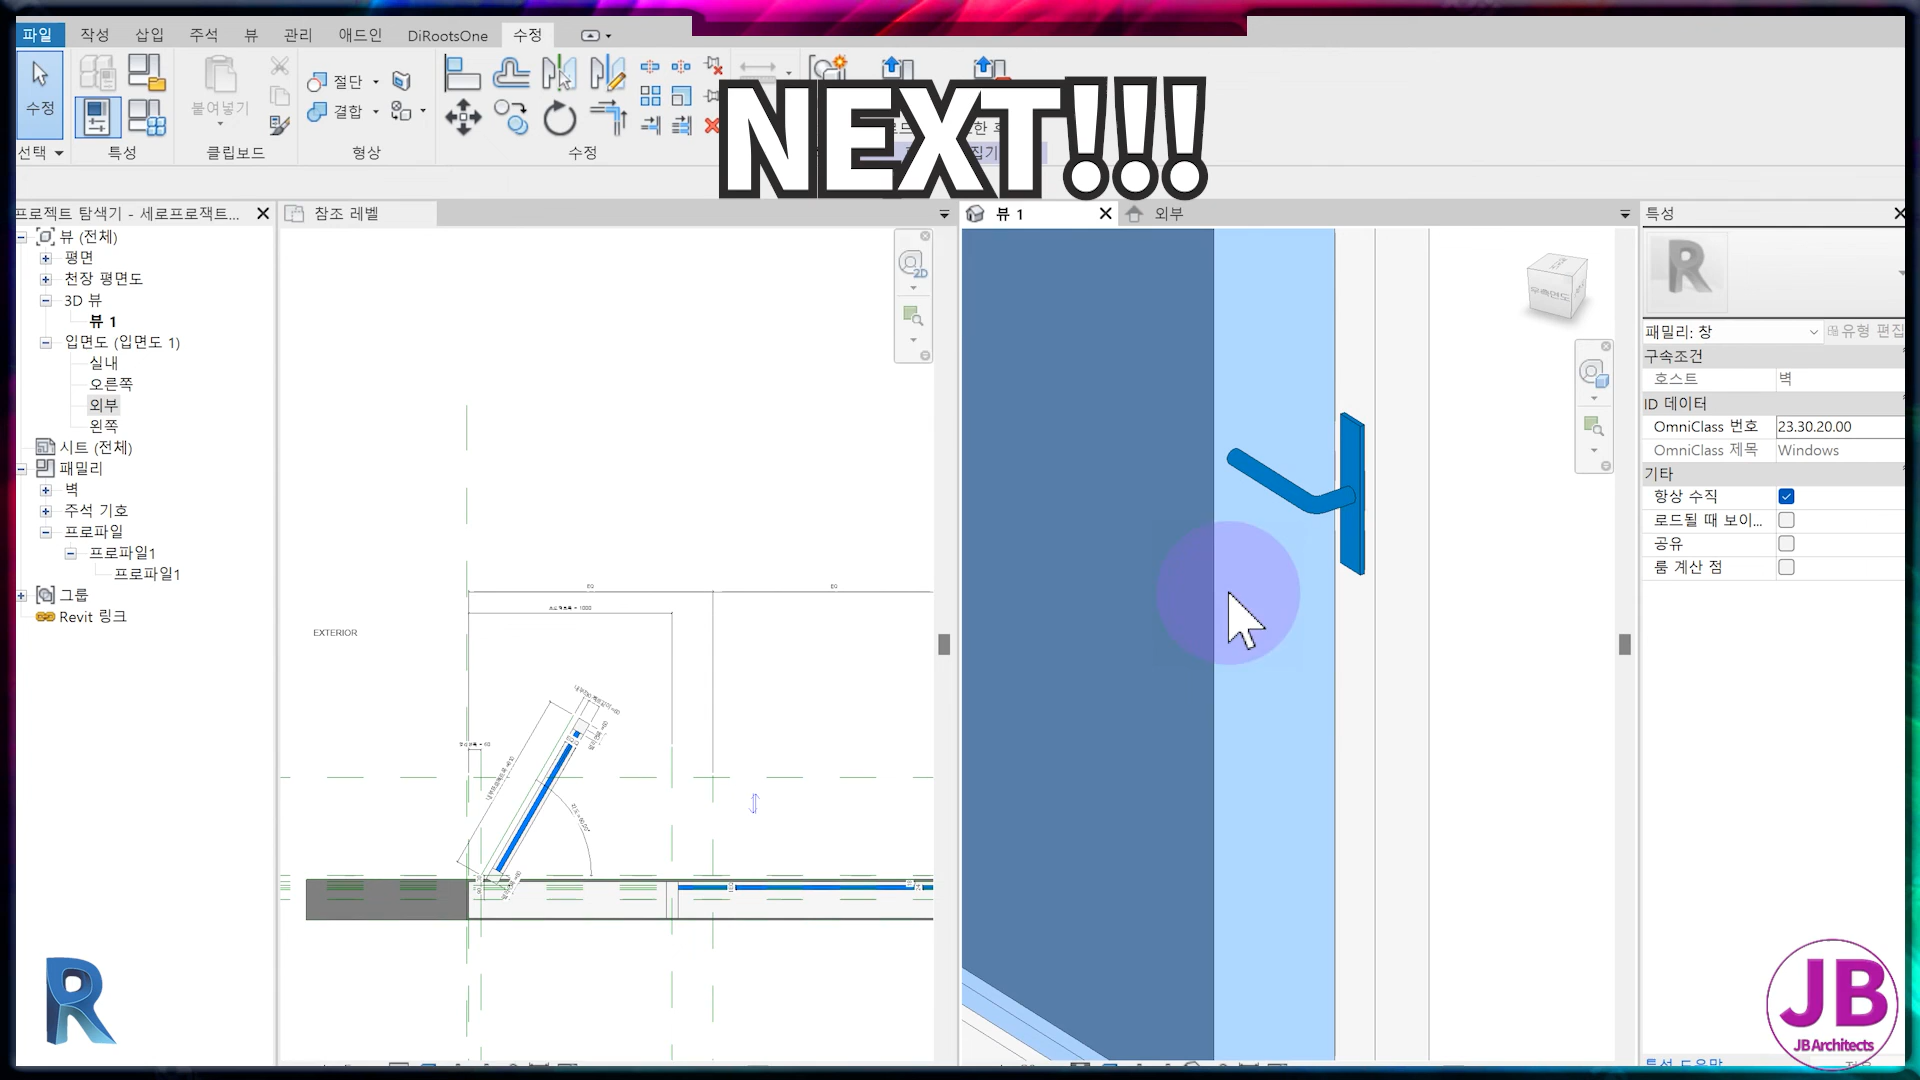 파일 작성 삽입 주석 뷰 관리 애드인 DiRootsOne 수정
수정
붙여넣기
절단
결합
선택 특성 클립보드 형상 수정
NEXT!!!
프로젝트 탐색기 - 세로프로잭트...
참조 레벨
뷰 1
외부
특성
뷰 (전체)
평면
천장 평면도
3D 뷰
뷰 1
입면도 (입면도 1)
실내
오른쪽
외부
왼쪽
시트 (전체)
패밀리
벽
주석 기호
프로파일
프로파일1
프로파일1
그룹
Revit 링크
2D
EQ
EQ
EXTERIOR
우측면도
R
패밀리: 창
유형 편집
구속조건
호스트 벽
ID 데이터
OmniClass 번호 23.30.20.00
OmniClass 제목 Windows
기타
항상 수직
로드될 때 보이...
공유
룸 계산 점
R
JB
JB Architects